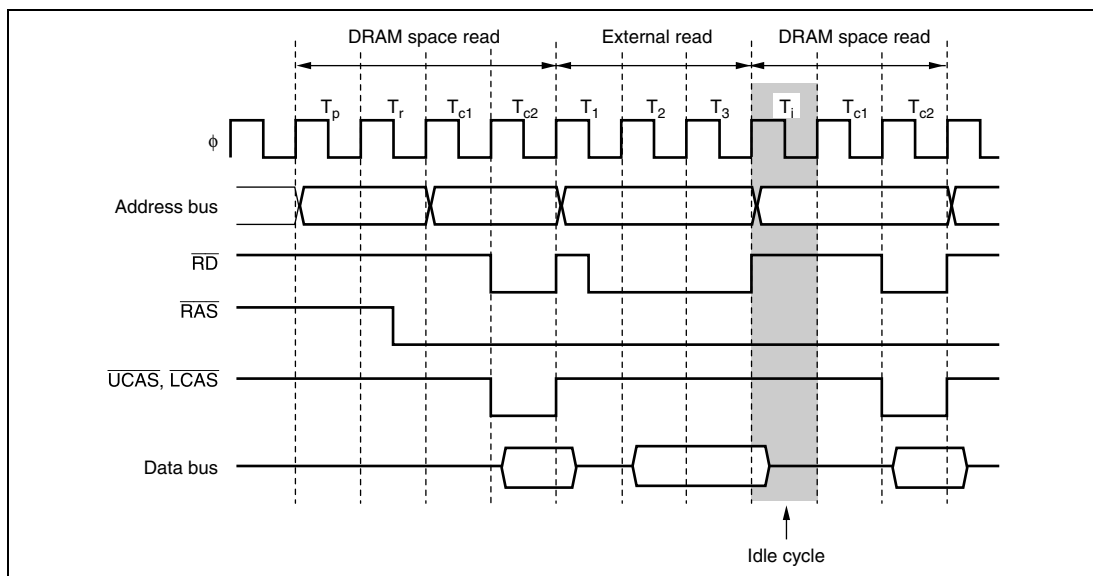 DRAM space read External read DRAM space read
Tp Tr Tc1 Tc2 T1 T2 T3 Ti Tc1 Tc2
ϕ
Address bus
RD
RAS
UCAS, LCAS
Data bus
Idle cycle